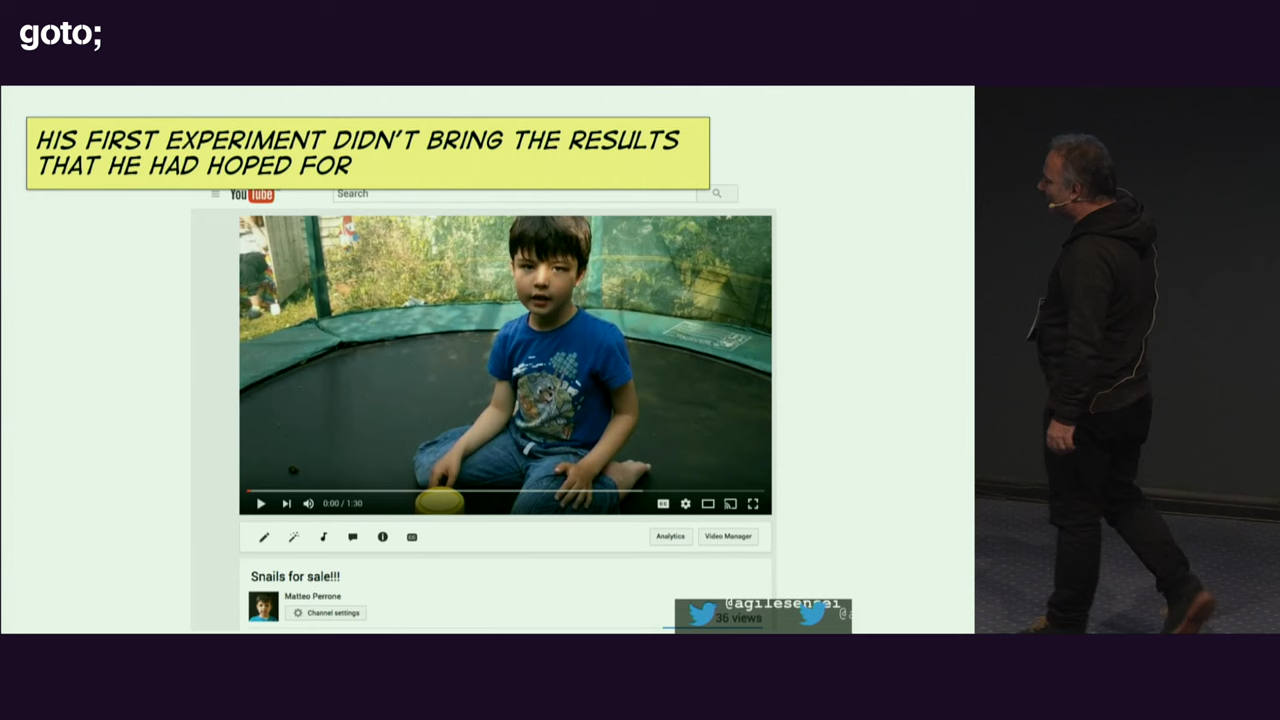 goto;
HIS FIRST EXPERIMENT DIDN'T BRING THE RESULTS
THAT HE HAD HOPED FOR
YouTube
Search
0:00 / 1:30
Analytics
Video Manager
Snails for sale!!!
Matteo Perrone
Channel settings
@agilesensei
36 views